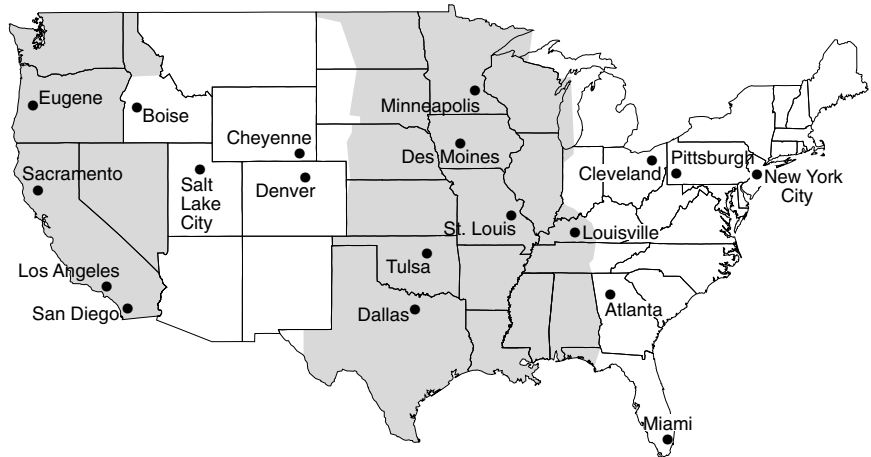 Eugene
Boise
Minneapolis
Cheyenne
Des Moines
Cleveland
Pittsburgh
Sacramento
Salt
Lake
City
Denver
New York
City
St. Louis
Louisville
Los Angeles
Tulsa
San Diego
Dallas
Atlanta
Miami